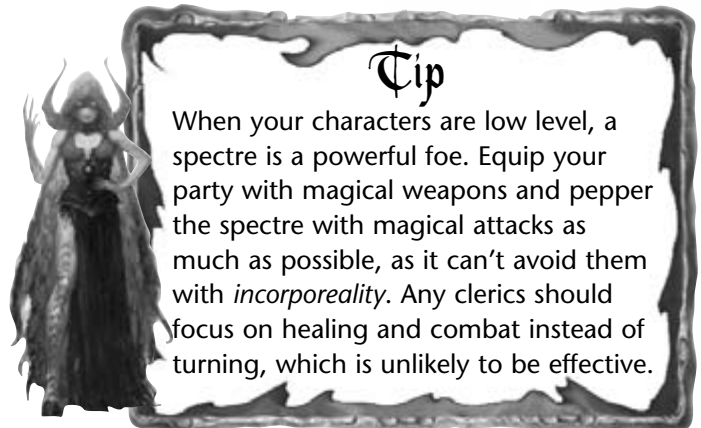 Tip
When your characters are low level, a
spectre is a powerful foe. Equip your
party with magical weapons and pepper
the spectre with magical attacks as
much as possible, as it can’t avoid them
with incorporeality. Any clerics should
focus on healing and combat instead of
turning, which is unlikely to be effective.